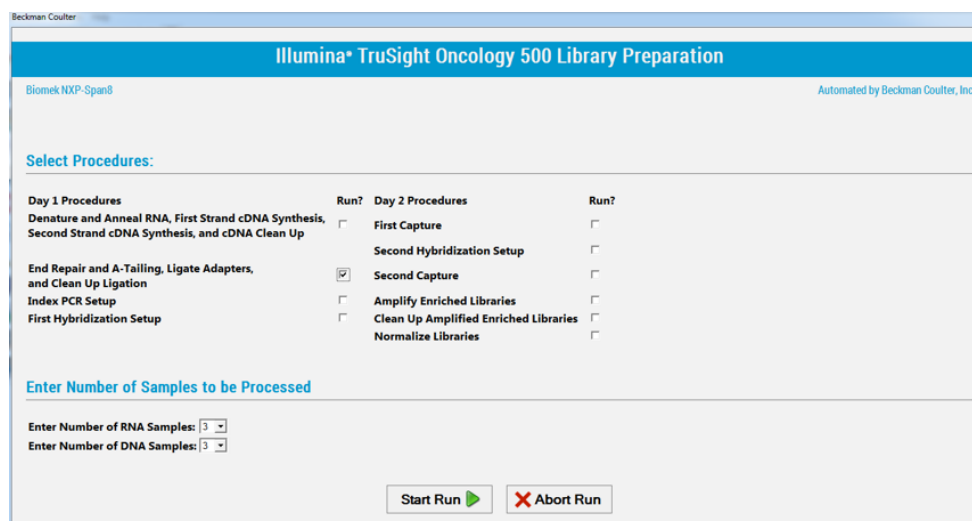 Beckman Coulter
Illumina® TruSight Oncology 500 Library Preparation
Biomek NXP-Span8
Automated by Beckman Coulter, Inc
Select Procedures:
Day 1 Procedures Run? Day 2 Procedures Run?
Denature and Anneal RNA, First Strand cDNA Synthesis,
Second Strand cDNA Synthesis, and cDNA Clean Up
First Capture
Second Hybridization Setup
End Repair and A-Tailing, Ligate Adapters,
and Clean Up Ligation
Second Capture
Index PCR Setup
Amplify Enriched Libraries
First Hybridization Setup
Clean Up Amplified Enriched Libraries
Normalize Libraries
Enter Number of Samples to be Processed
Enter Number of RNA Samples: 3
Enter Number of DNA Samples: 3
Start Run
Abort Run